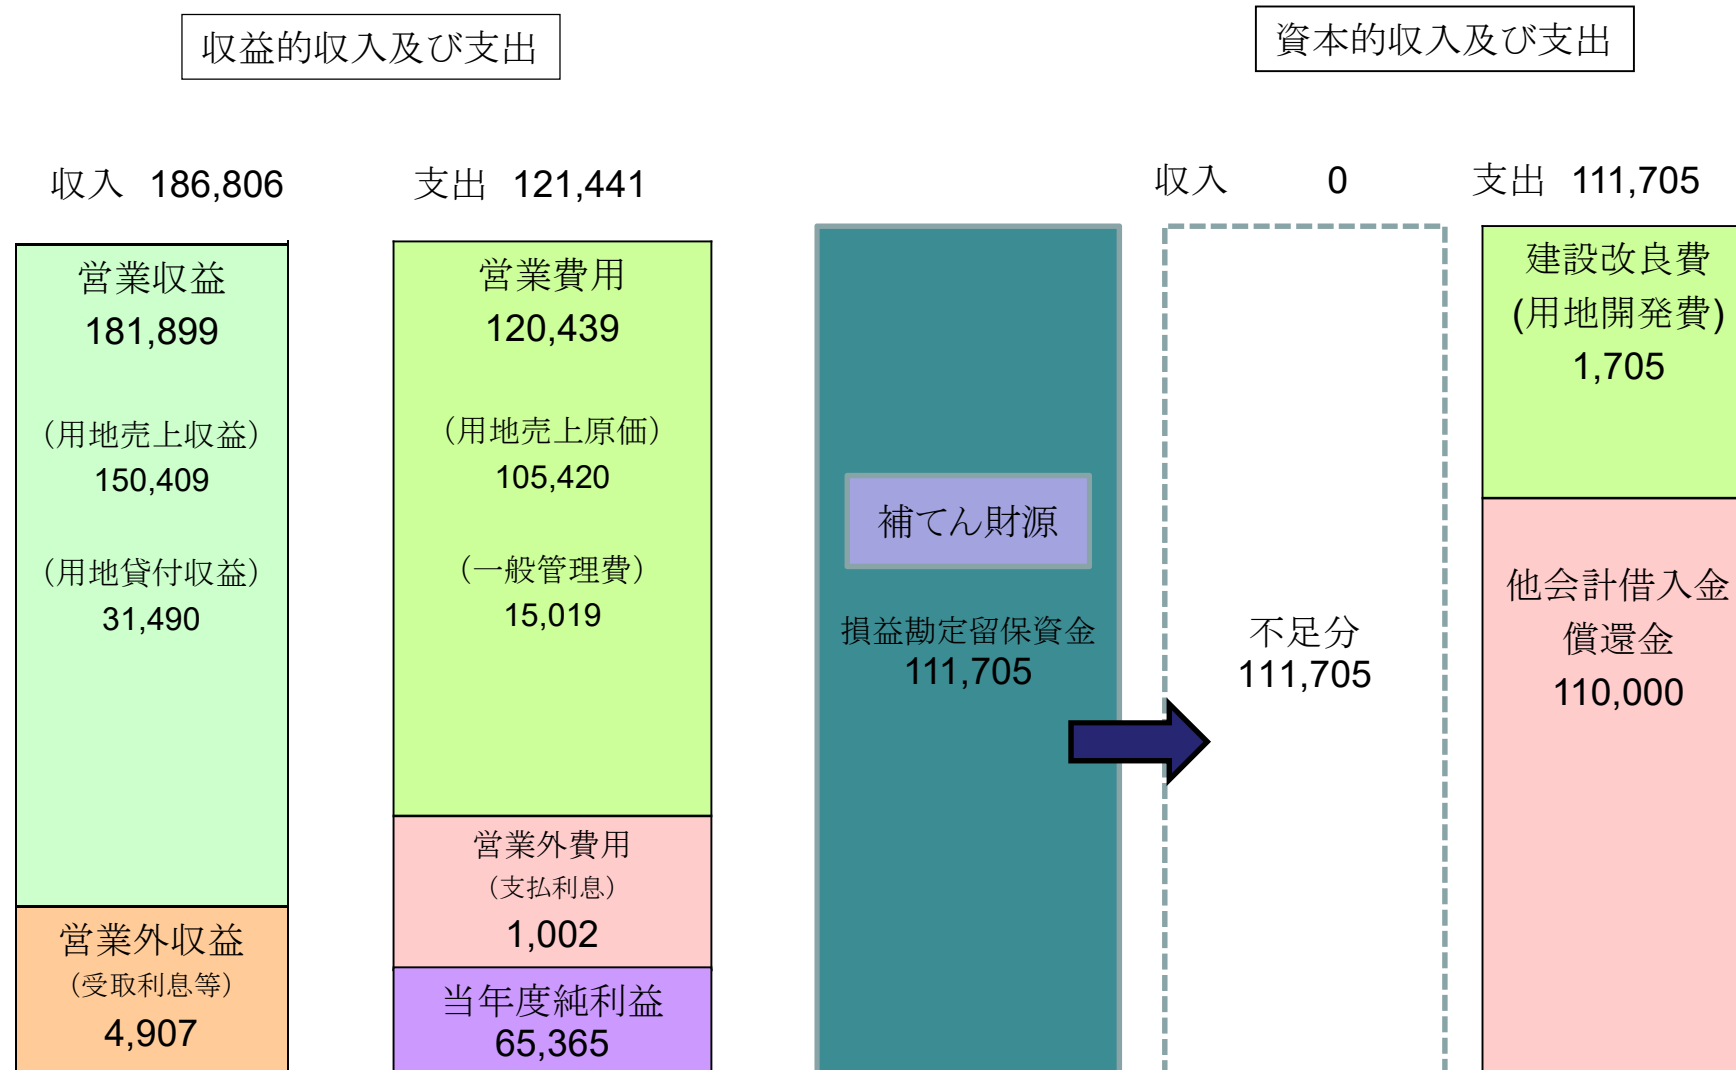 収益的収入及び支出
資本的収入及び支出
収入 186,806
支出 121,441
収入 0
支出 111,705
営業収益
181,899
（用地売上収益）
150,409
（用地貸付収益）
31,490
営業外収益
（受取利息等）
4,907
営業費用
120,439
（用地売上原価）
105,420
（一般管理費）
15,019
営業外費用
（支払利息）
1,002
当年度純利益
65,365
補てん財源
損益勘定留保資金
111,705
不足分
111,705
建設改良費
(用地開発費)
1,705
他会計借入金
償還金
110,000